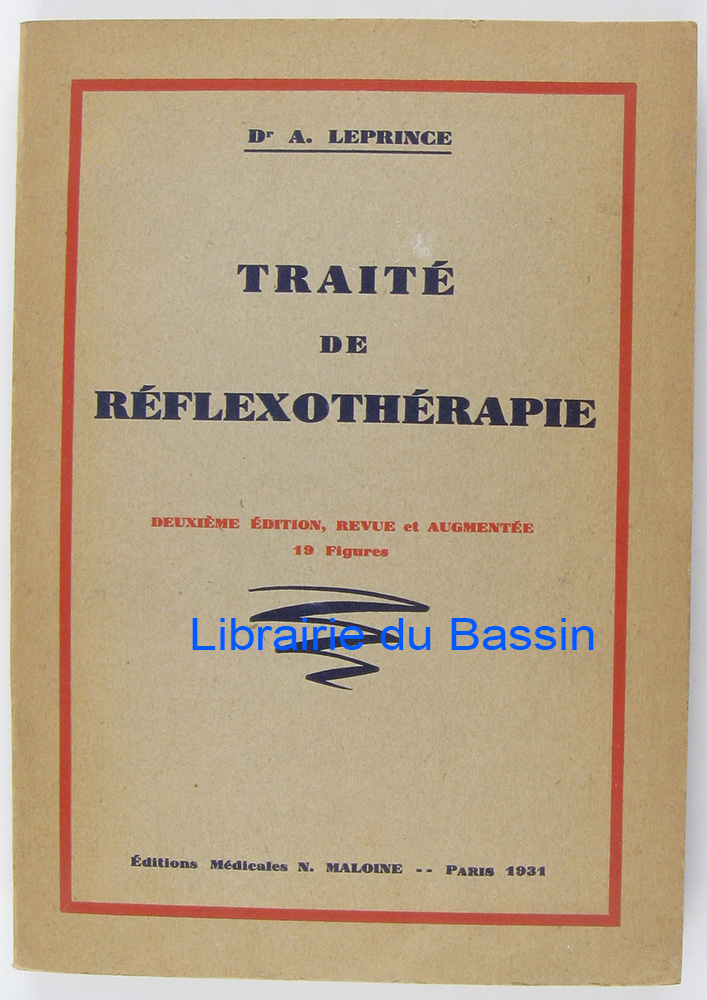 Dr A. LEPRINCE
TRAITÉ
DE
RÉFLEXOTHÉRAPIE
DEUXIÈME ÉDITION, REVUE et AUGMENTÉE
19 Figures
Librairie du Bassin
Éditions Médicales N. MALOINE -- PARIS 1931